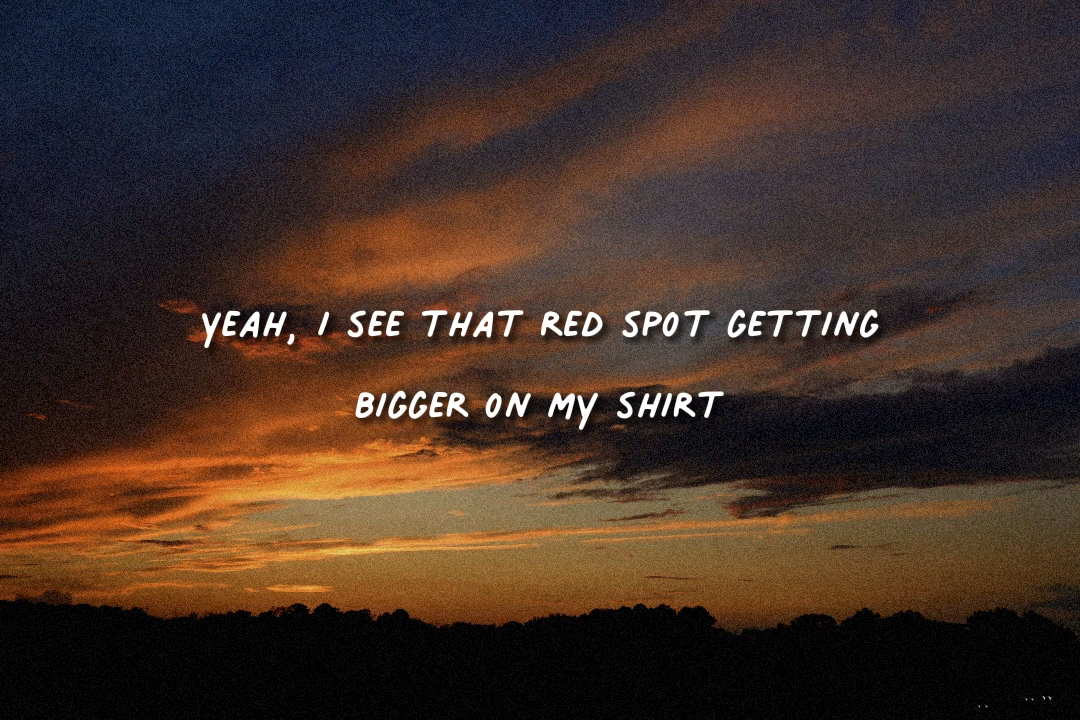 YEAH, I SEE THAT RED SPOT GETTING
BIGGER ON MY SHIRT